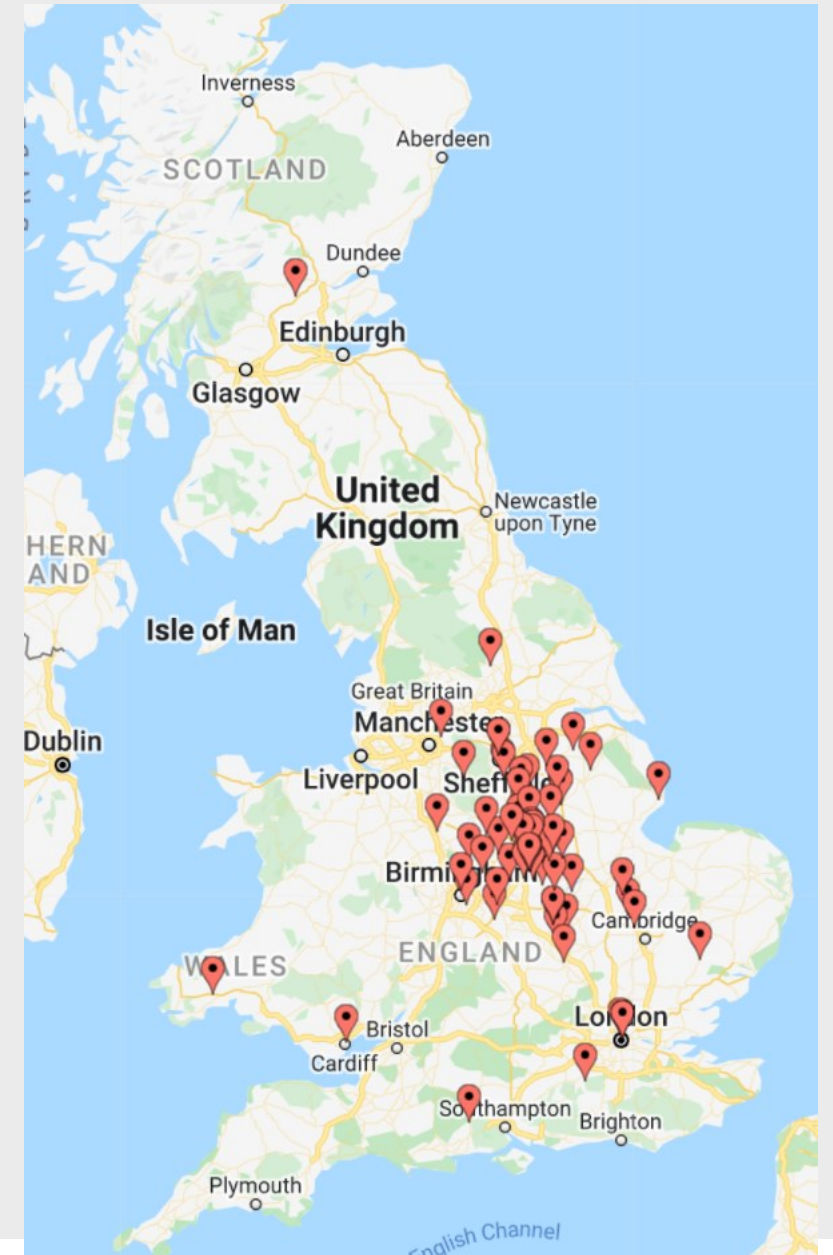 Inverness
Aberdeen
SCOTLAND
Dundee
Edinburgh
Glasgow
United
Kingdom
Newcastle
upon Tyne
HERN
AND
Isle of Man
Great Britain
Manchester
Dublin
Liverpool
Birmingham
Cambridge
WALES
ENGLAND
London
Bristol
Cardiff
Southampton
Brighton
Plymouth
English Channel